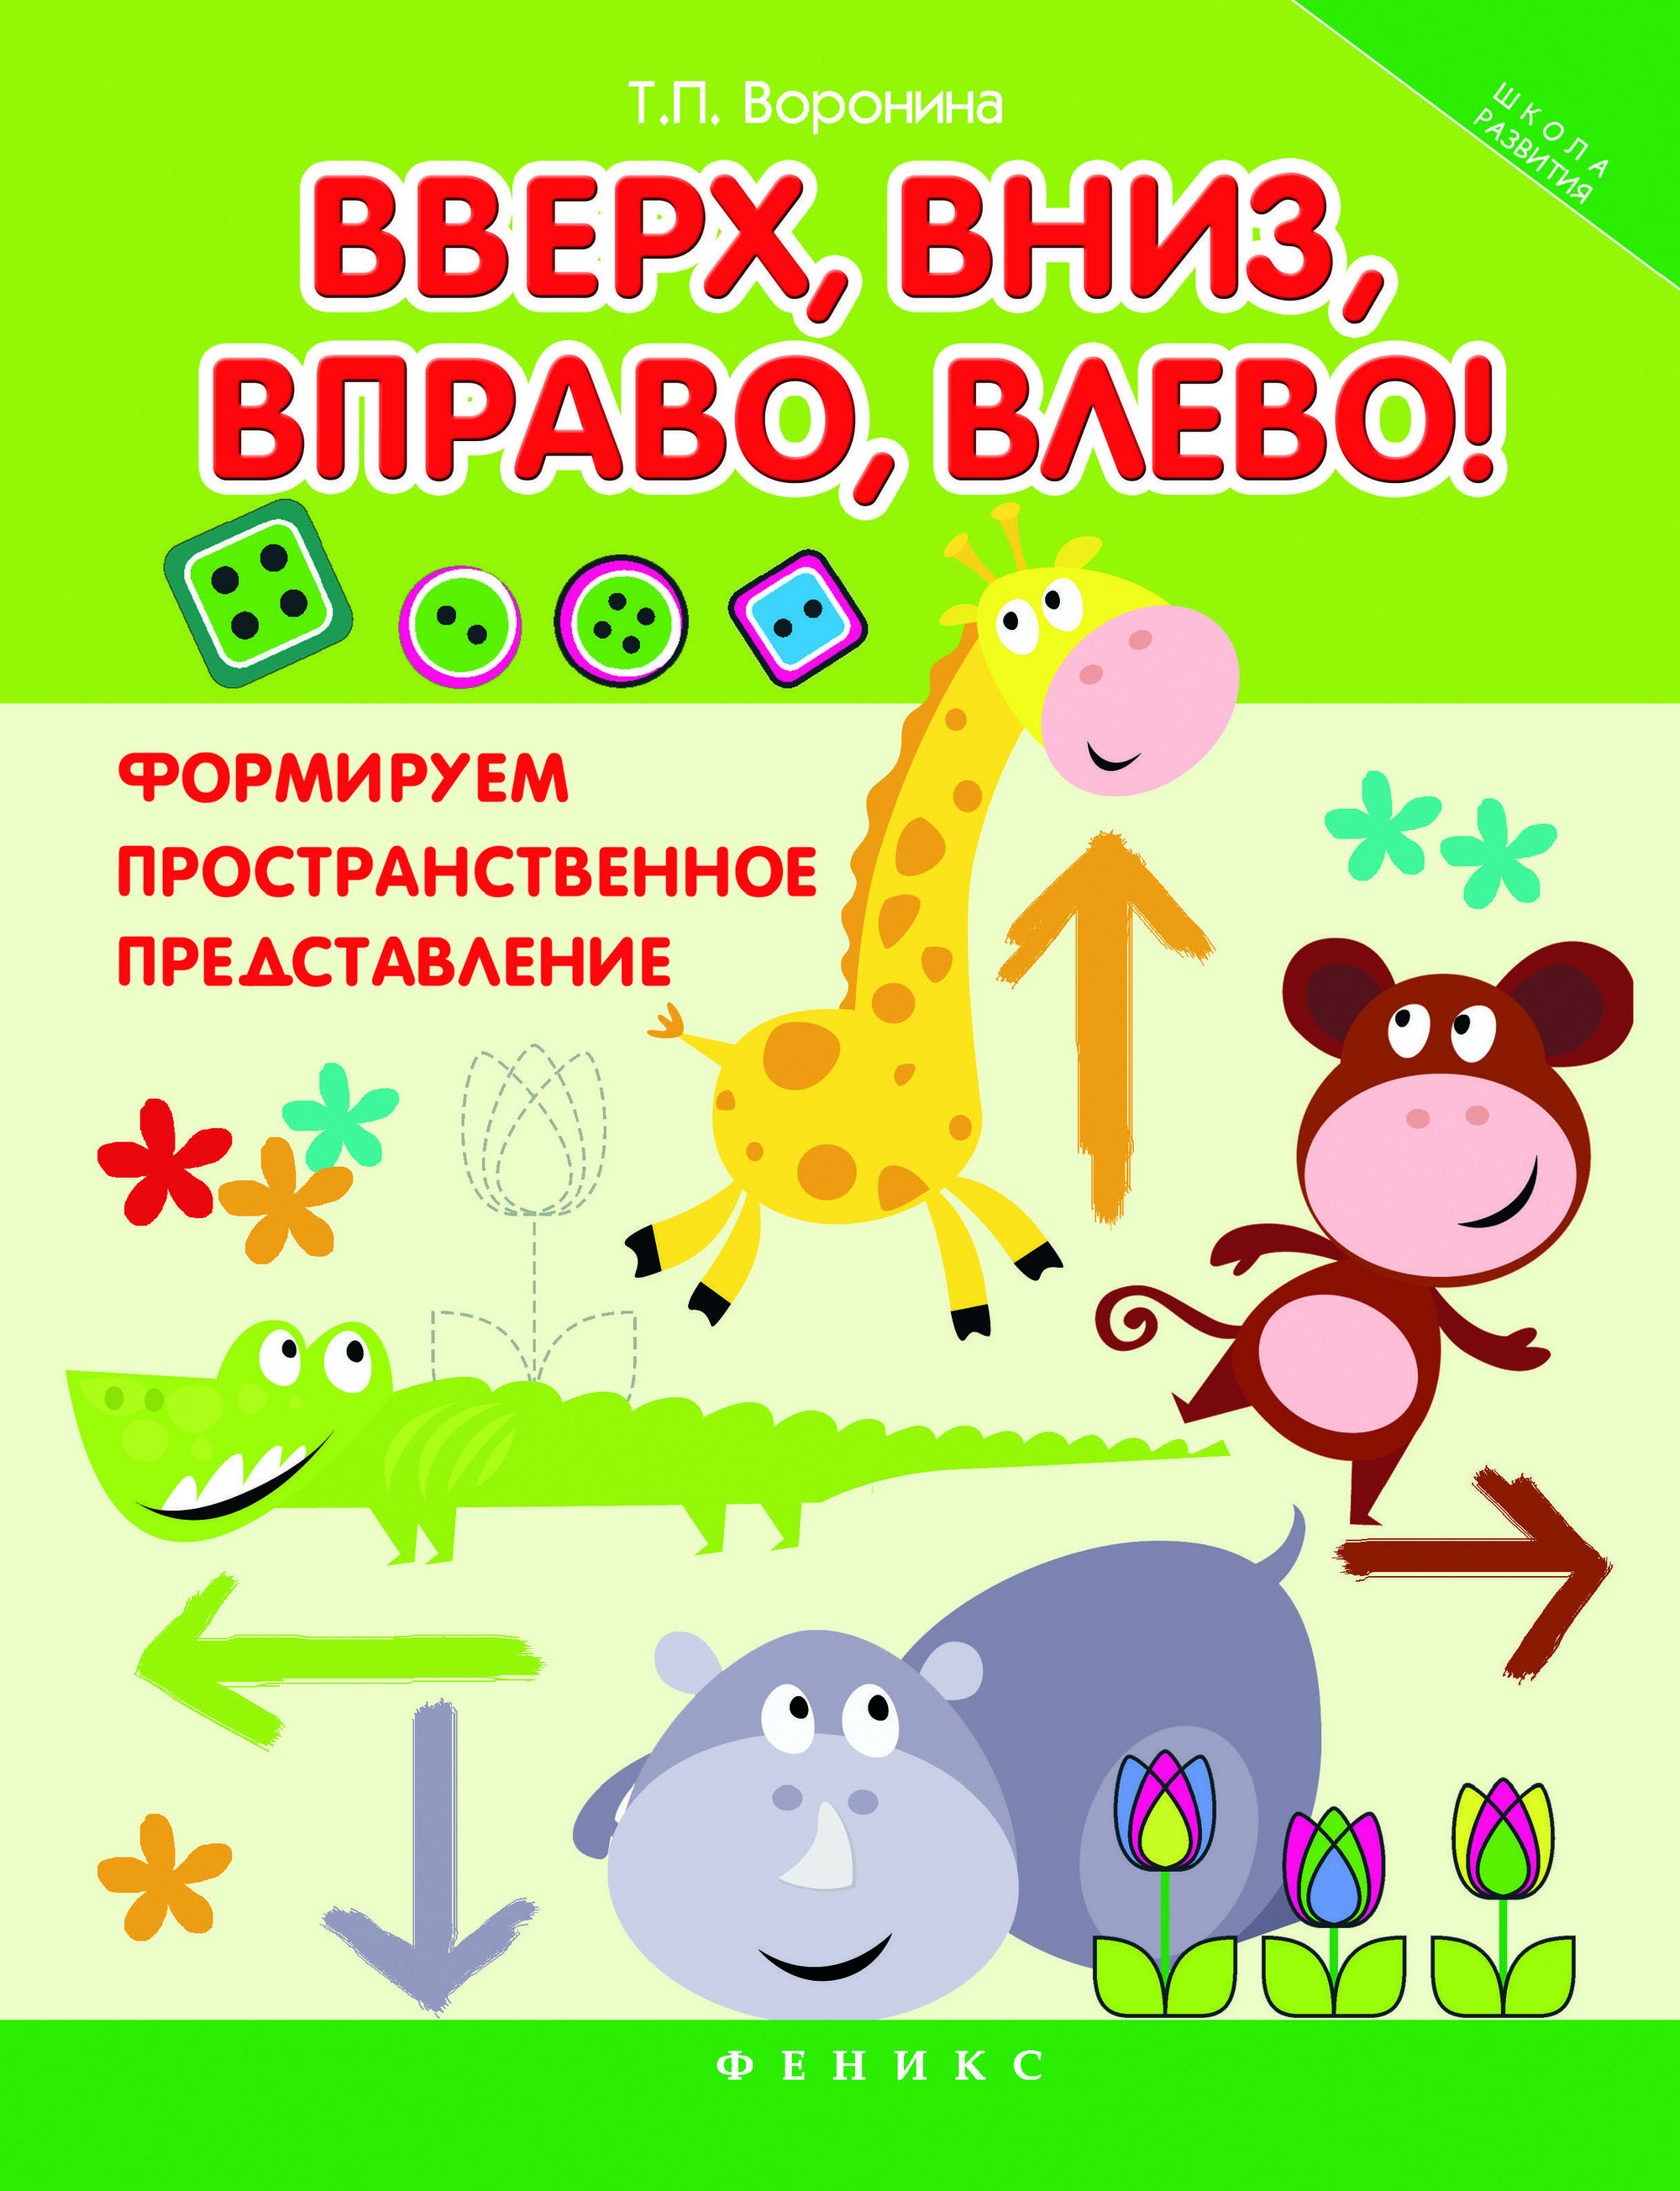 Т.П. Воронина
ШКОЛА
РАЗВИТИЯ
ВВЕРХ, ВНИЗ,
ВПРАВО, ВЛЕВО!
ФОРМИРУЕМ
ПРОСТРАНСТВЕННОЕ
ПРЕДСТАВЛЕНИЕ
ФЕНИКС